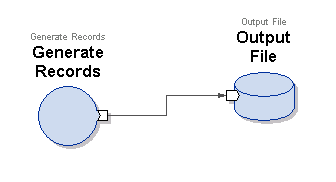 Generate Records
Generate
Records
Output File
Output
File